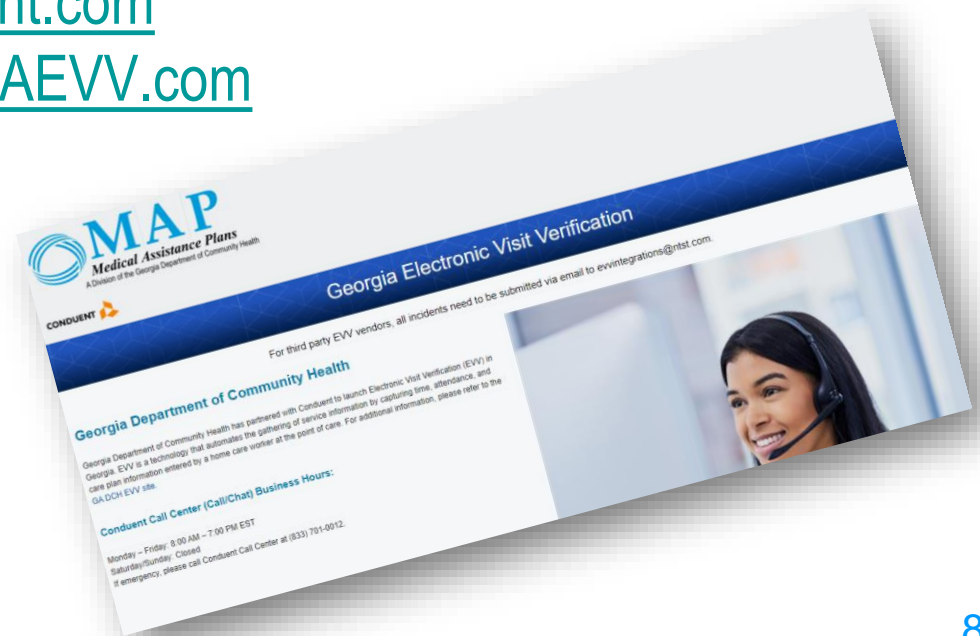 nt.com
AEVV.com
MAP
Medical Assistance Plans
A Division of the Georgia Department of Community Health
CONDUENT
Georgia Electronic Visit Verification
For third party EVV vendors, all incidents need to be submitted via email to evvintegrations@ntst.com.
Georgia Department of Community Health
Georgia Department of Community Health has partnered with Conduent to launch Electronic Visit Verification (EVV) in
Georgia. EVV is a technology that automates the gathering of service information by capturing time, attendance, and
care plan information entered by a home care worker at the point of care. For additional information, please refer to the
GA DCH EVV site.
Conduent Call Center (Call/Chat) Business Hours:
Monday – Friday: 8:00 AM – 7:00 PM EST
Saturday/Sunday: Closed
If emergency, please call Conduent Call Center at (833) 701-0012.
8